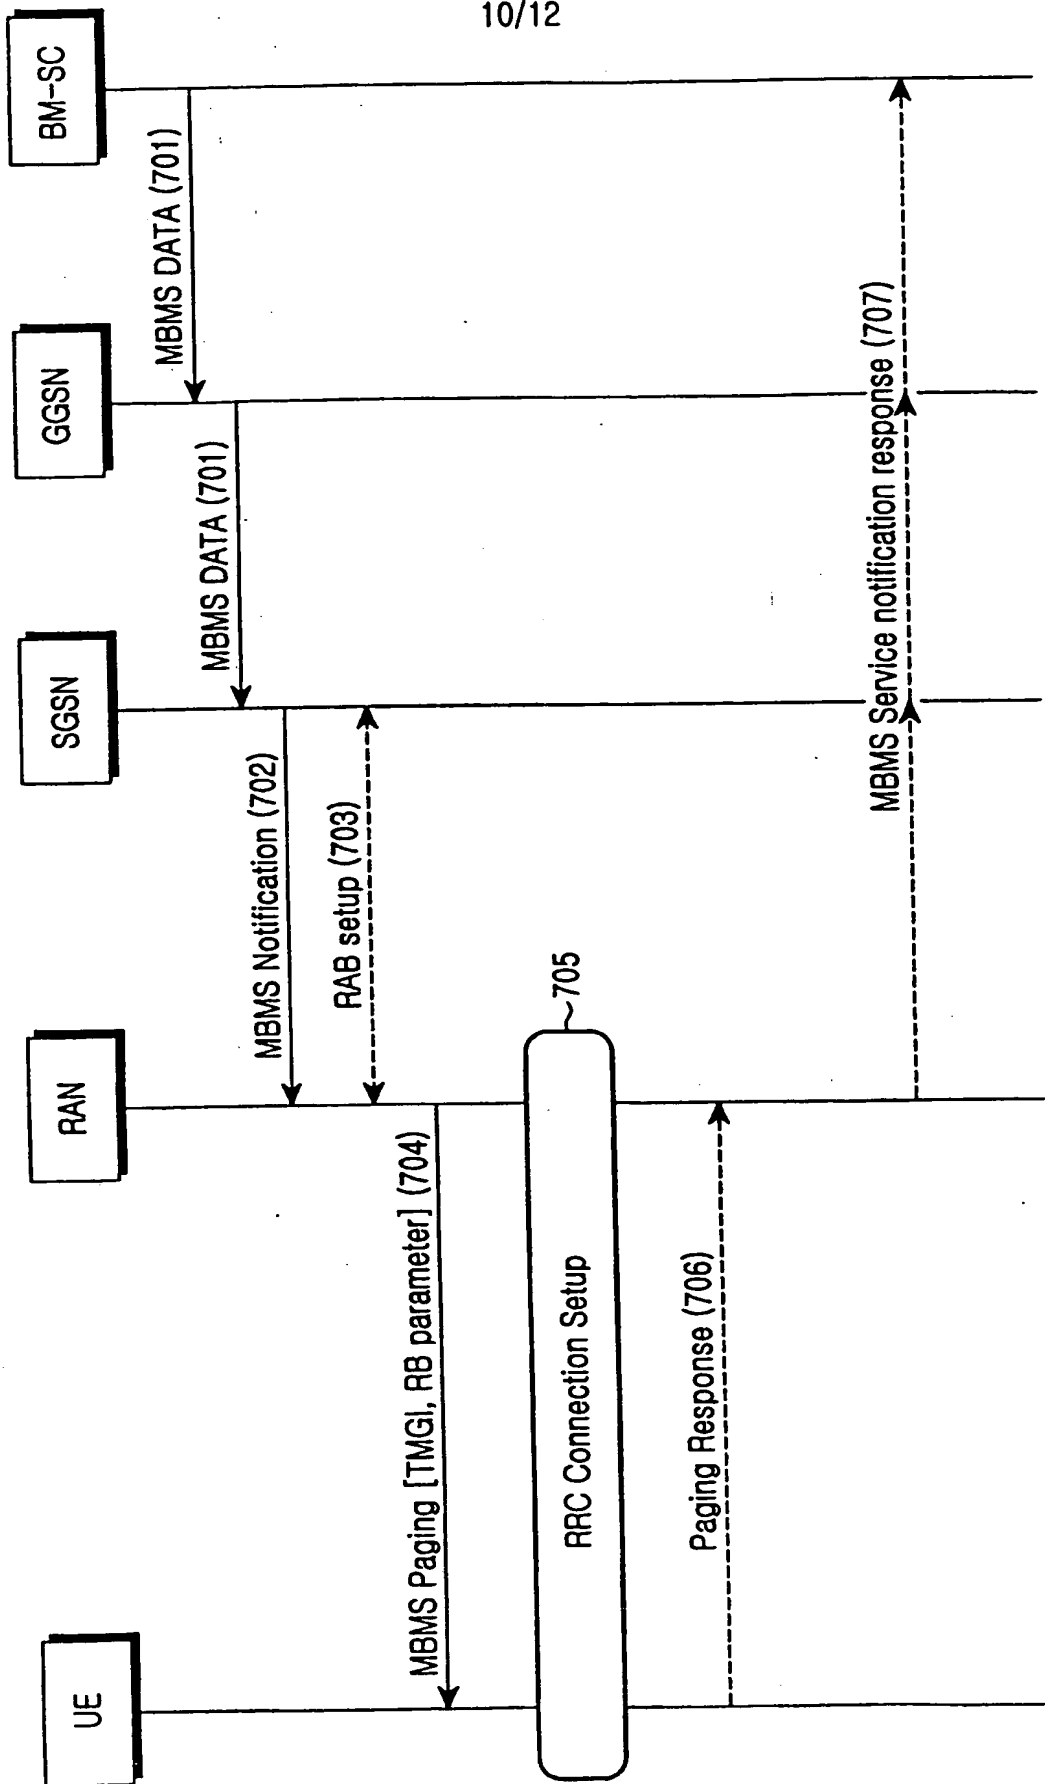 10/12
UE
RAN
SGSN
GGSN
BM-SC
MBMS DATA (701)
MBMS DATA (701)
MBMS Notification (702)
RAB setup (703)
MBMS Paging [TMGI, RB parameter] (704)
RRC Connection Setup
705
Paging Response (706)
MBMS Service notification response (707)